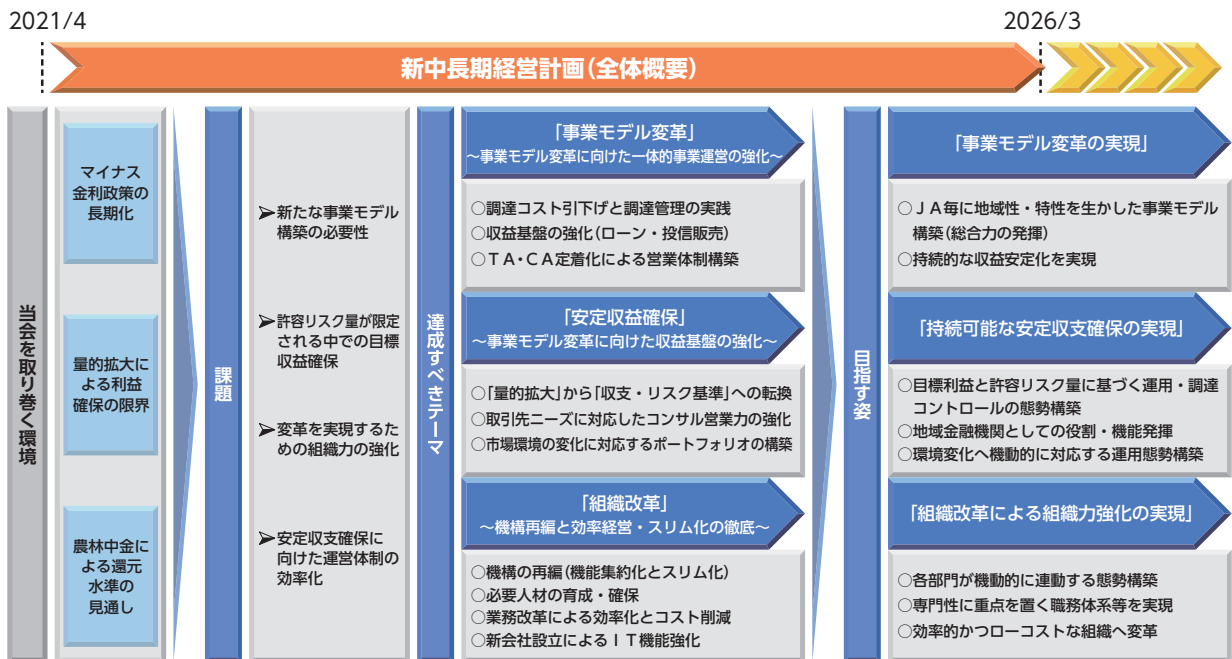 2021/4
2026/3
新中長期経営計画(全体概要)
当会を取り巻く環境
マイナス
金利政策の
長期化
量的拡大に
よる利益
確保の限界
農林中金に
よる還元
水準の
見通し
課題
➢新たな事業モデル
構築の必要性
➢許容リスク量が限定
される中での目標
収益確保
➢変革を実現するた
めの組織力の強化
➢安定収支確保に
向けた運営体制の
効率化
達成すべきテーマ
「事業モデル変革」
～事業モデル変革に向けた一体的事業運営の強化～
○調達コスト引下げと調達管理の実践
○収益基盤の強化(ローン・投信販売)
○TA・CA定着化による営業体制構築
「安定収益確保」
～事業モデル変革に向けた収益基盤の強化～
○「量的拡大」から「収支・リスク基準」への転換
○取引先ニーズに対応したコンサル営業力の強化
○市場環境の変化に対応するポートフォリオの構築
「組織改革」
～機構再編と効率経営・スリム化の徹底～
○機構の再編(機能集約化とスリム化)
○必要人材の育成・確保
○業務改革による効率化とコスト削減
○新会社設立によるIT機能強化
目指す姿
「事業モデル変革の実現」
○JA毎に地域性・特性を生かした事業モデル
構築(総合力の発揮)
○持続的な収益安定化を実現
「持続可能な安定収支確保の実現」
○目標利益と許容リスク量に基づく運用・調達
コントロールの態勢構築
○地域金融機関としての役割・機能発揮
○環境変化へ機動的に対応する運用態勢構築
「組織改革による組織力強化の実現」
○各部門が機動的に連動する態勢構築
○専門性に重点を置く職務体系等を実現
○効率的かつローコストな組織へ変革